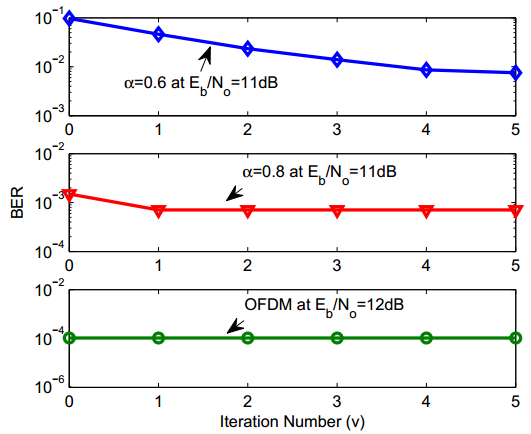 10⁻¹
10⁻²
10⁻³
α=0.6 at E_b/N_o=11dB
0 1 2 3 4 5
10⁻²
10⁻³
10⁻⁴
α=0.8 at E_b/N_o=11dB
0 1 2 3 4 5
BER
10⁻²
10⁻⁴
10⁻⁶
OFDM at E_b/N_o=12dB
0 1 2 3 4 5
Iteration Number (v)